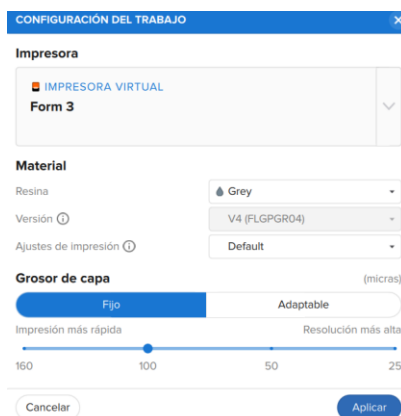 CONFIGURACIÓN DEL TRABAJO
Impresora
IMPRESORA VIRTUAL
Form 3
Material
Resina Grey
Versión V4 (FLGPGR04)
Ajustes de impresión Default
Grosor de capa (micras)
Fijo Adaptable
Impresión más rápida Resolución más alta
160 100 50 25
Cancelar Aplicar